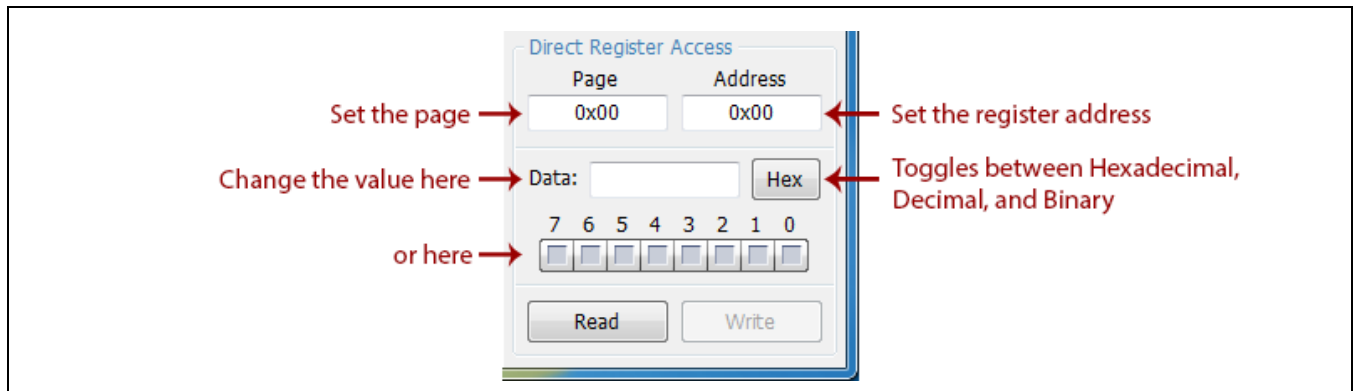 Direct Register Access
Page Address
Set the page 0x00 0x00 Set the register address
Change the value here Data: Hex Toggles between Hexadecimal,
Decimal, and Binary
7 6 5 4 3 2 1 0
or here
Read Write